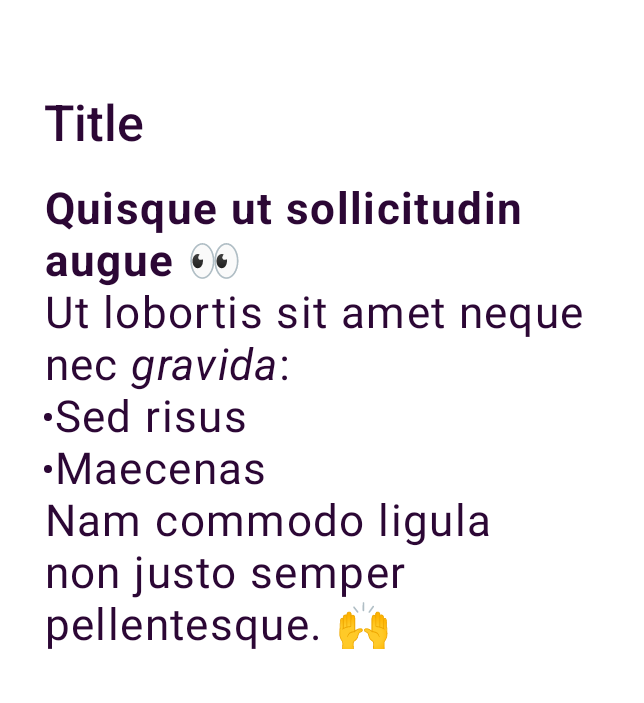 Title
Quisque ut sollicitudin
augue 👀
Ut lobortis sit amet neque
nec gravida:
•Sed risus
•Maecenas
Nam commodo ligula
non justo semper
pellentesque. 🙌